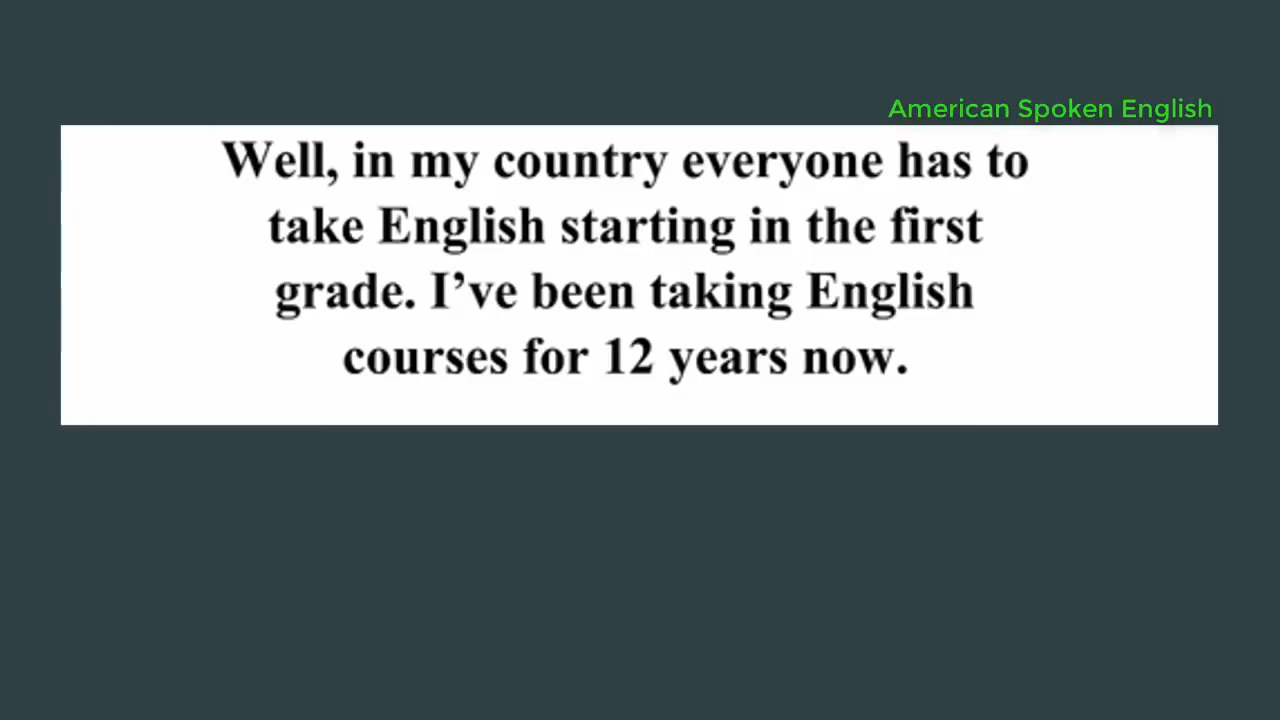 American Spoken English
Well, in my country everyone has to
take English starting in the first
grade. I’ve been taking English
courses for 12 years now.